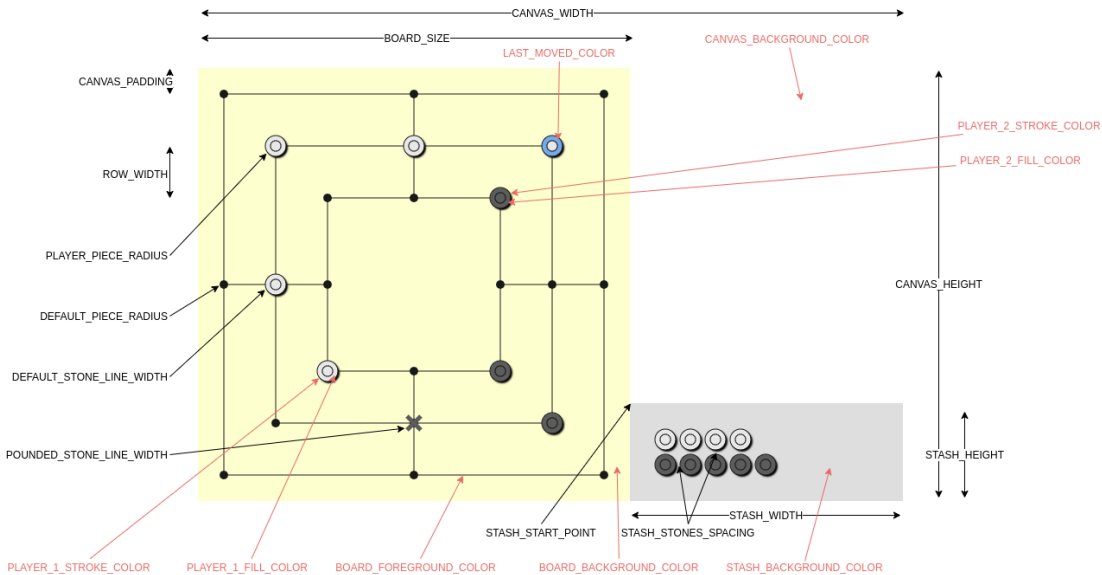 CANVAS_WIDTH
BOARD_SIZE
CANVAS_BACKGROUND_COLOR
LAST_MOVED_COLOR
CANVAS_PADDING
PLAYER_2_STROKE_COLOR
PLAYER_2_FILL_COLOR
ROW_WIDTH
PLAYER_PIECE_RADIUS
CANVAS_HEIGHT
DEFAULT_PIECE_RADIUS
DEFAULT_STONE_LINE_WIDTH
POUNDED_STONE_LINE_WIDTH
STASH_HEIGHT
STASH_WIDTH
STASH_START_POINT
STASH_STONES_SPACING
PLAYER_1_STROKE_COLOR
PLAYER_1_FILL_COLOR
BOARD_FOREGROUND_COLOR
BOARD_BACKGROUND_COLOR
STASH_BACKGROUND_COLOR